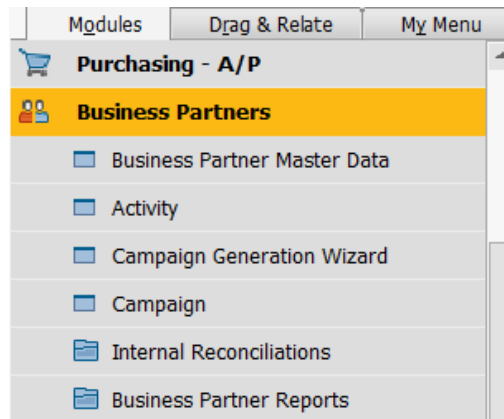 Modules Drag & Relate My Menu
Purchasing - A/P
Business Partners
Business Partner Master Data
Activity
Campaign Generation Wizard
Campaign
Internal Reconciliations
Business Partner Reports